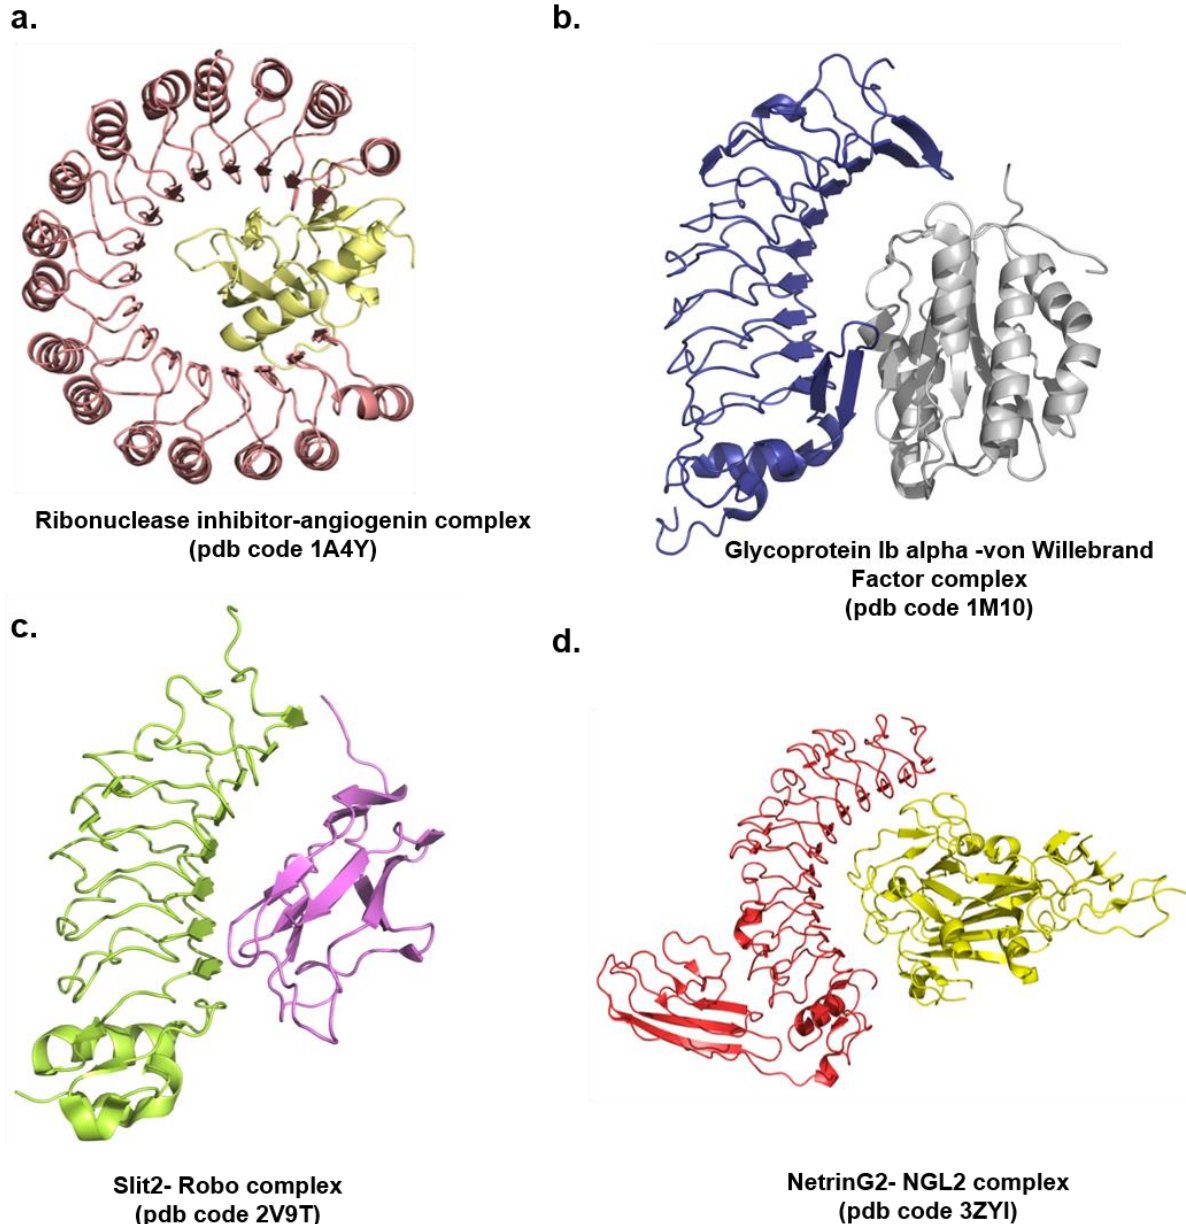 a.
Ribonuclease inhibitor-angiogenin complex
(pdb code 1A4Y)
b.
Glycoprotein Ib alpha -von Willebrand
Factor complex
(pdb code 1M10)
c.
Slit2- Robo complex
(pdb code 2V9T)
d.
NetrinG2- NGL2 complex
(pdb code 3ZYI)